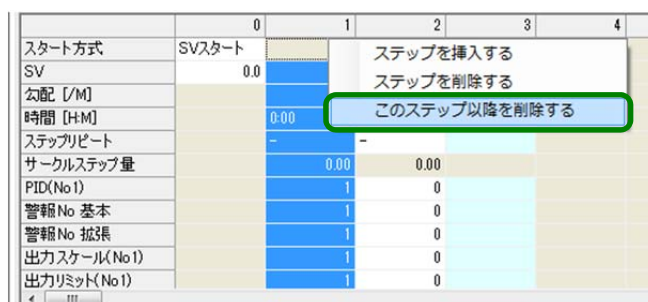 0 1 2 3 4
スタート方式 SVスタート
SV 0.0
勾配 [/M]
時間 [H:M] 0:00
ステップリピート - -
サークルステップ量 0.00 0.00
PID(No1) 1 0
警報No 基本 1 0
警報No 拡張 1 0
出力スケール(No1) 1 0
出力リミット(No1) 1 0
ステップを挿入する
ステップを削除する
このステップ以降を削除する